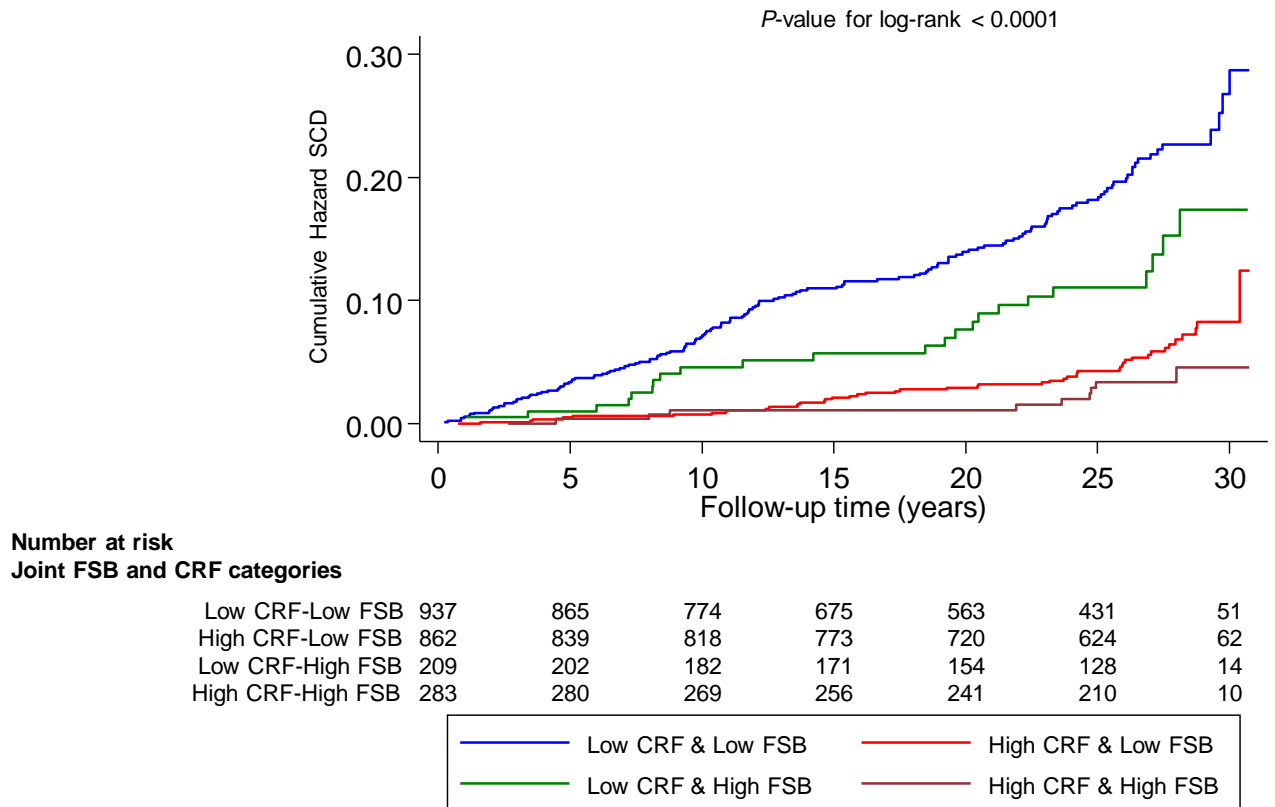 P-value for log-rank < 0.0001
Cumulative Hazard SCD
0.30
0.20
0.10
0.00
0 5 10 15 20 25 30
Follow-up time (years)
Number at risk
Joint FSB and CRF categories
Low CRF-Low FSB 937 865 774 675 563 431 51
High CRF-Low FSB 862 839 818 773 720 624 62
Low CRF-High FSB 209 202 182 171 154 128 14
High CRF-High FSB 283 280 269 256 241 210 10
Low CRF & Low FSB High CRF & Low FSB
Low CRF & High FSB High CRF & High FSB